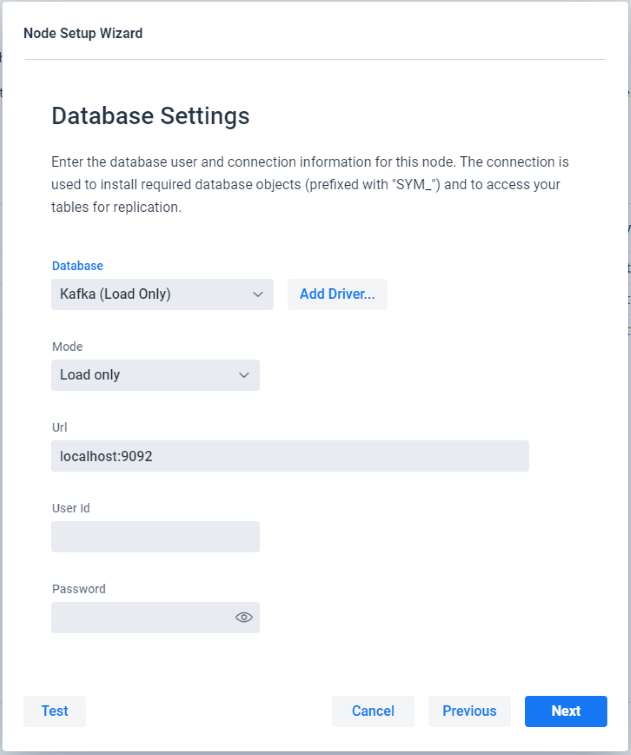 Node Setup Wizard
Database Settings
Enter the database user and connection information for this node. The connection is
used to install required database objects (prefixed with "SYM_") and to access your
tables for replication.
Database
Kafka (Load Only)
Add Driver...
Mode
Load only
Url
localhost:9092
User Id
Password
Test
Cancel
Previous
Next